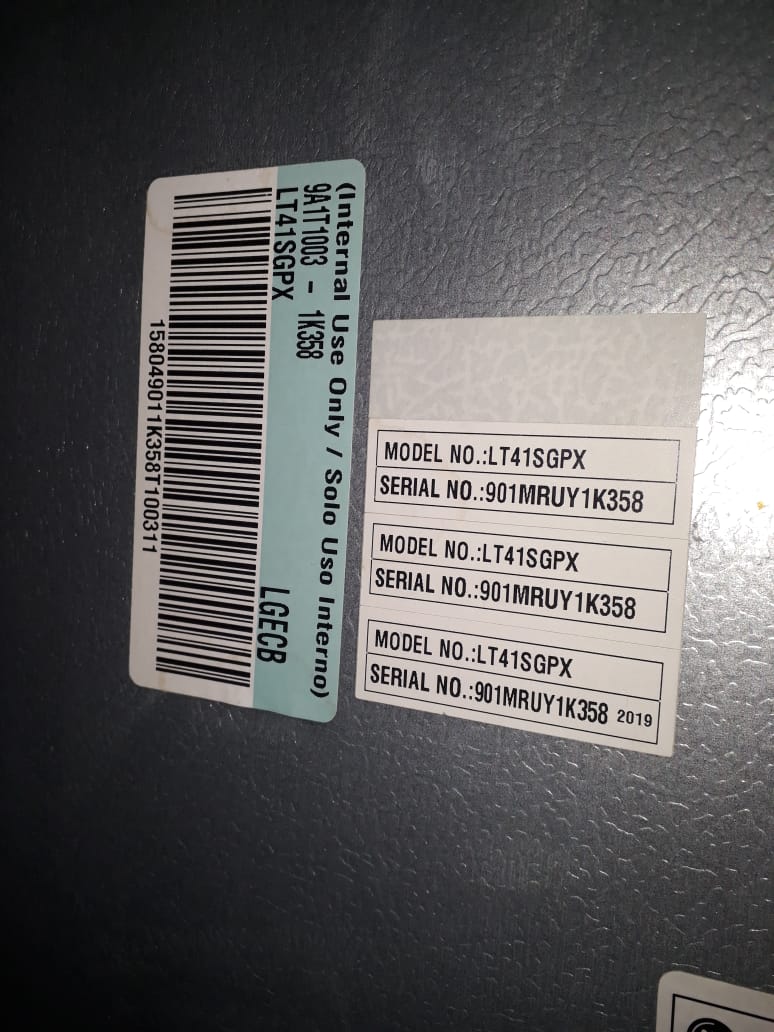 (Internal Use Only / Solo Uso Interno)
9A1T1003 - 1K358
LT41SGPX
LGECB
158049011K358T100311
MODEL NO.:LT41SGPX
SERIAL NO.:901MRUY1K358
MODEL NO.:LT41SGPX
SERIAL NO.:901MRUY1K358
MODEL NO.:LT41SGPX
SERIAL NO.:901MRUY1K358 2019